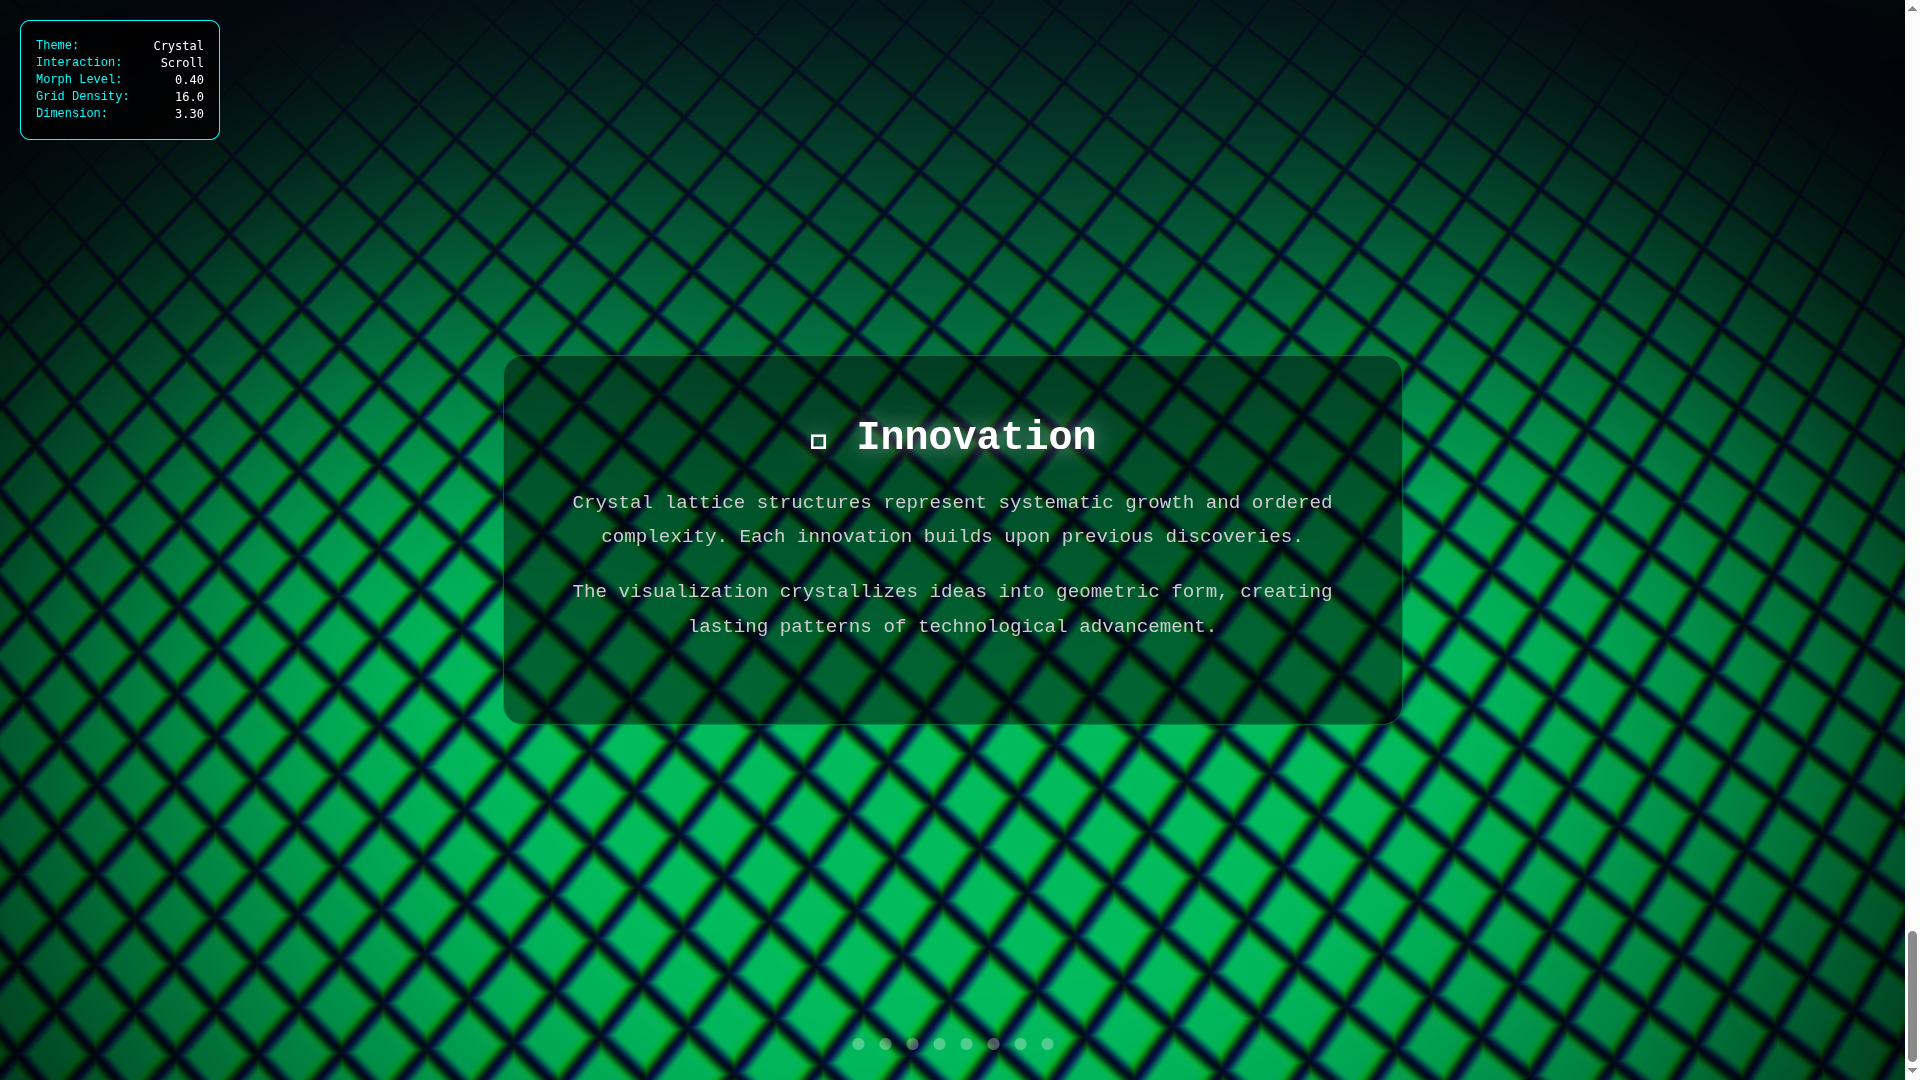 Theme: Crystal
Interaction: Scroll
Morph Level: 0.40
Grid Density: 16.0
Dimension: 3.30
Innovation
Crystal lattice structures represent systematic growth and ordered
complexity. Each innovation builds upon previous discoveries.
The visualization crystallizes ideas into geometric form, creating
lasting patterns of technological advancement.